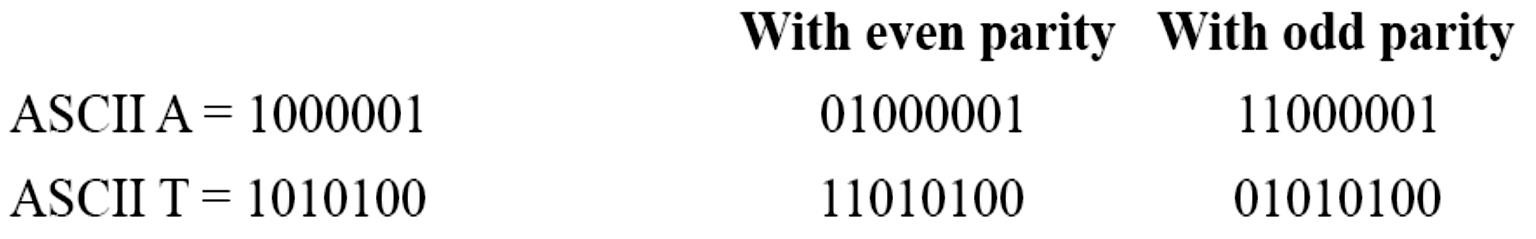 With even parity With odd parity
ASCII A = 1000001 01000001 11000001
ASCII T = 1010100 11010100 01010100